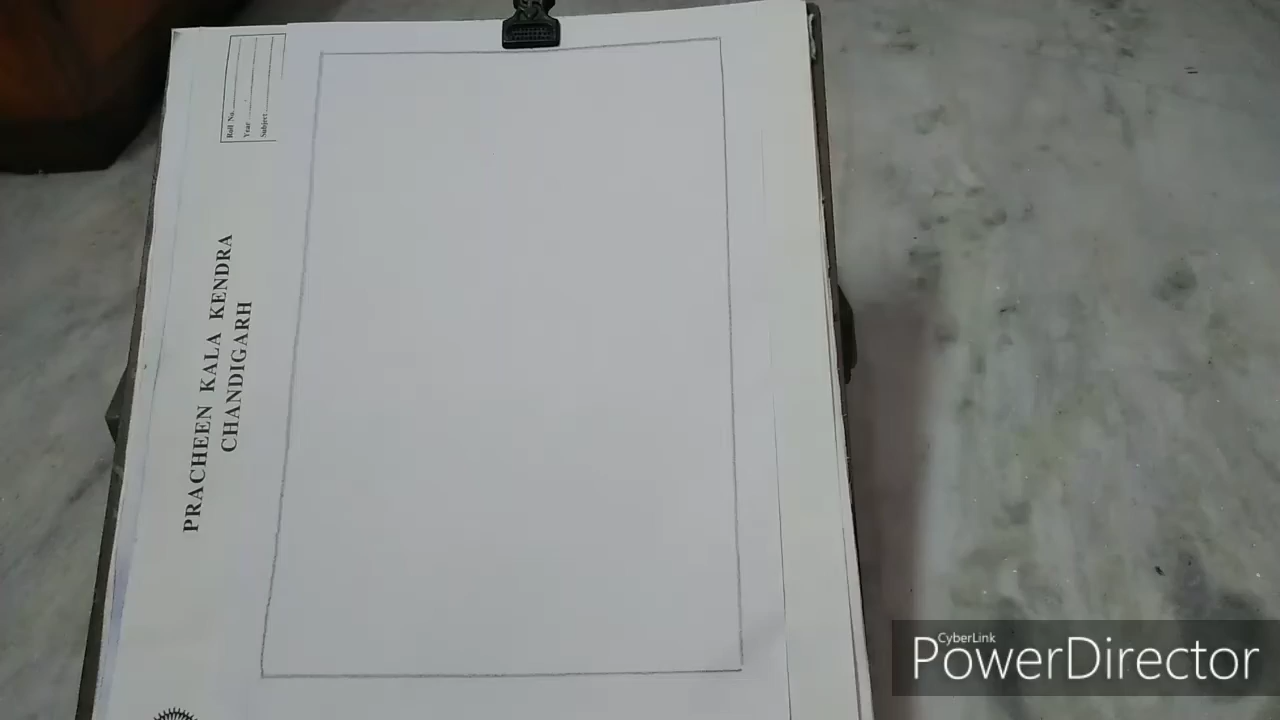 Roll No.
Year
Subject
PRACHEEN KALA KENDRA
CHANDIGARH
CyberLink
PowerDirector